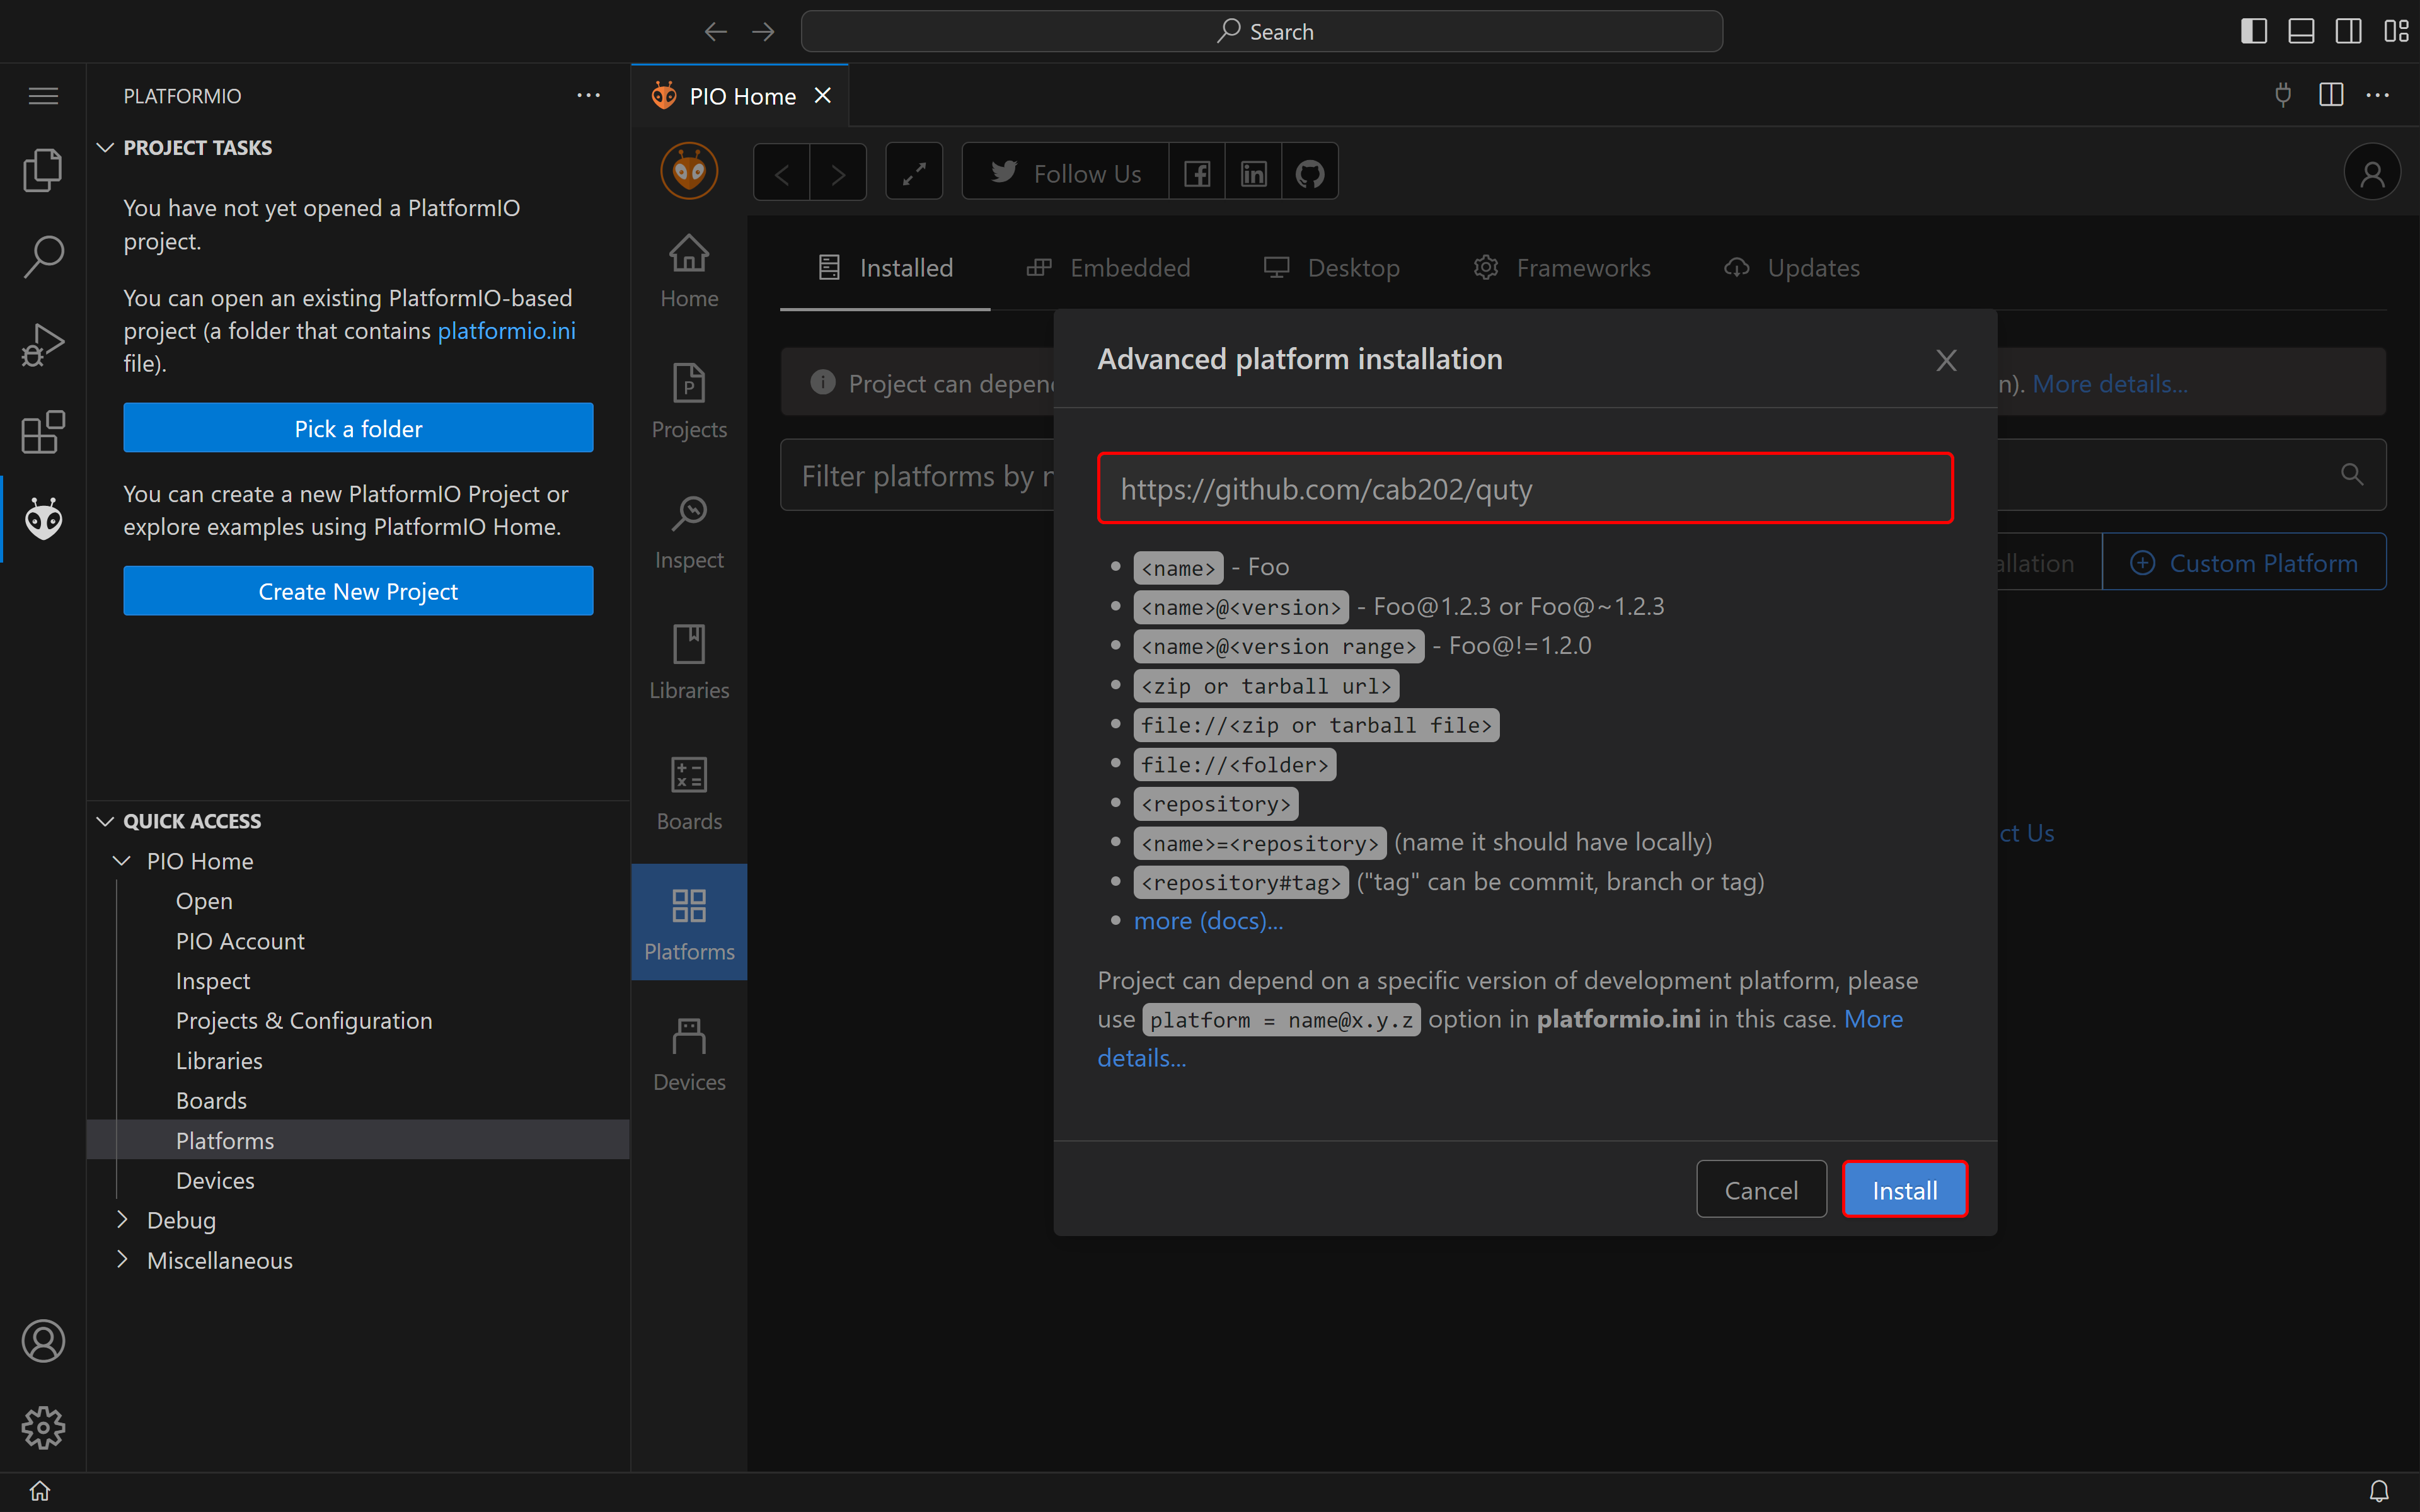 Search
PLATFORMIO
PROJECT TASKS
You have not yet opened a PlatformIO
project.
You can open an existing PlatformIO-based
project (a folder that contains platformio.ini
file).
Pick a folder
You can create a new PlatformIO Project or
explore examples using PlatformIO Home.
Create New Project
QUICK ACCESS
PIO Home
Open
PIO Account
Inspect
Projects & Configuration
Libraries
Boards
Platforms
Devices
Debug
Miscellaneous
PIO Home
Follow Us
Home
Projects
Inspect
Libraries
Boards
Platforms
Devices
Installed
Embedded
Desktop
Frameworks
Updates
Project can depen
n). More details...
Filter platforms by
allation
Custom Platform
ct Us
Advanced platform installation
https://github.com/cab202/quty
<name> - Foo
<name>@<version> - Foo@1.2.3 or Foo@~1.2.3
<name>@<version range> - Foo@!=1.2.0
<zip or tarball url>
file://<zip or tarball file>
file://<folder>
<repository>
<name>=<repository> (name it should have locally)
<repository#tag> ("tag" can be commit, branch or tag)
more (docs)...
Project can depend on a specific version of development platform, please
use platform = name@x.y.z option in platformio.ini in this case. More
details...
Cancel
Install